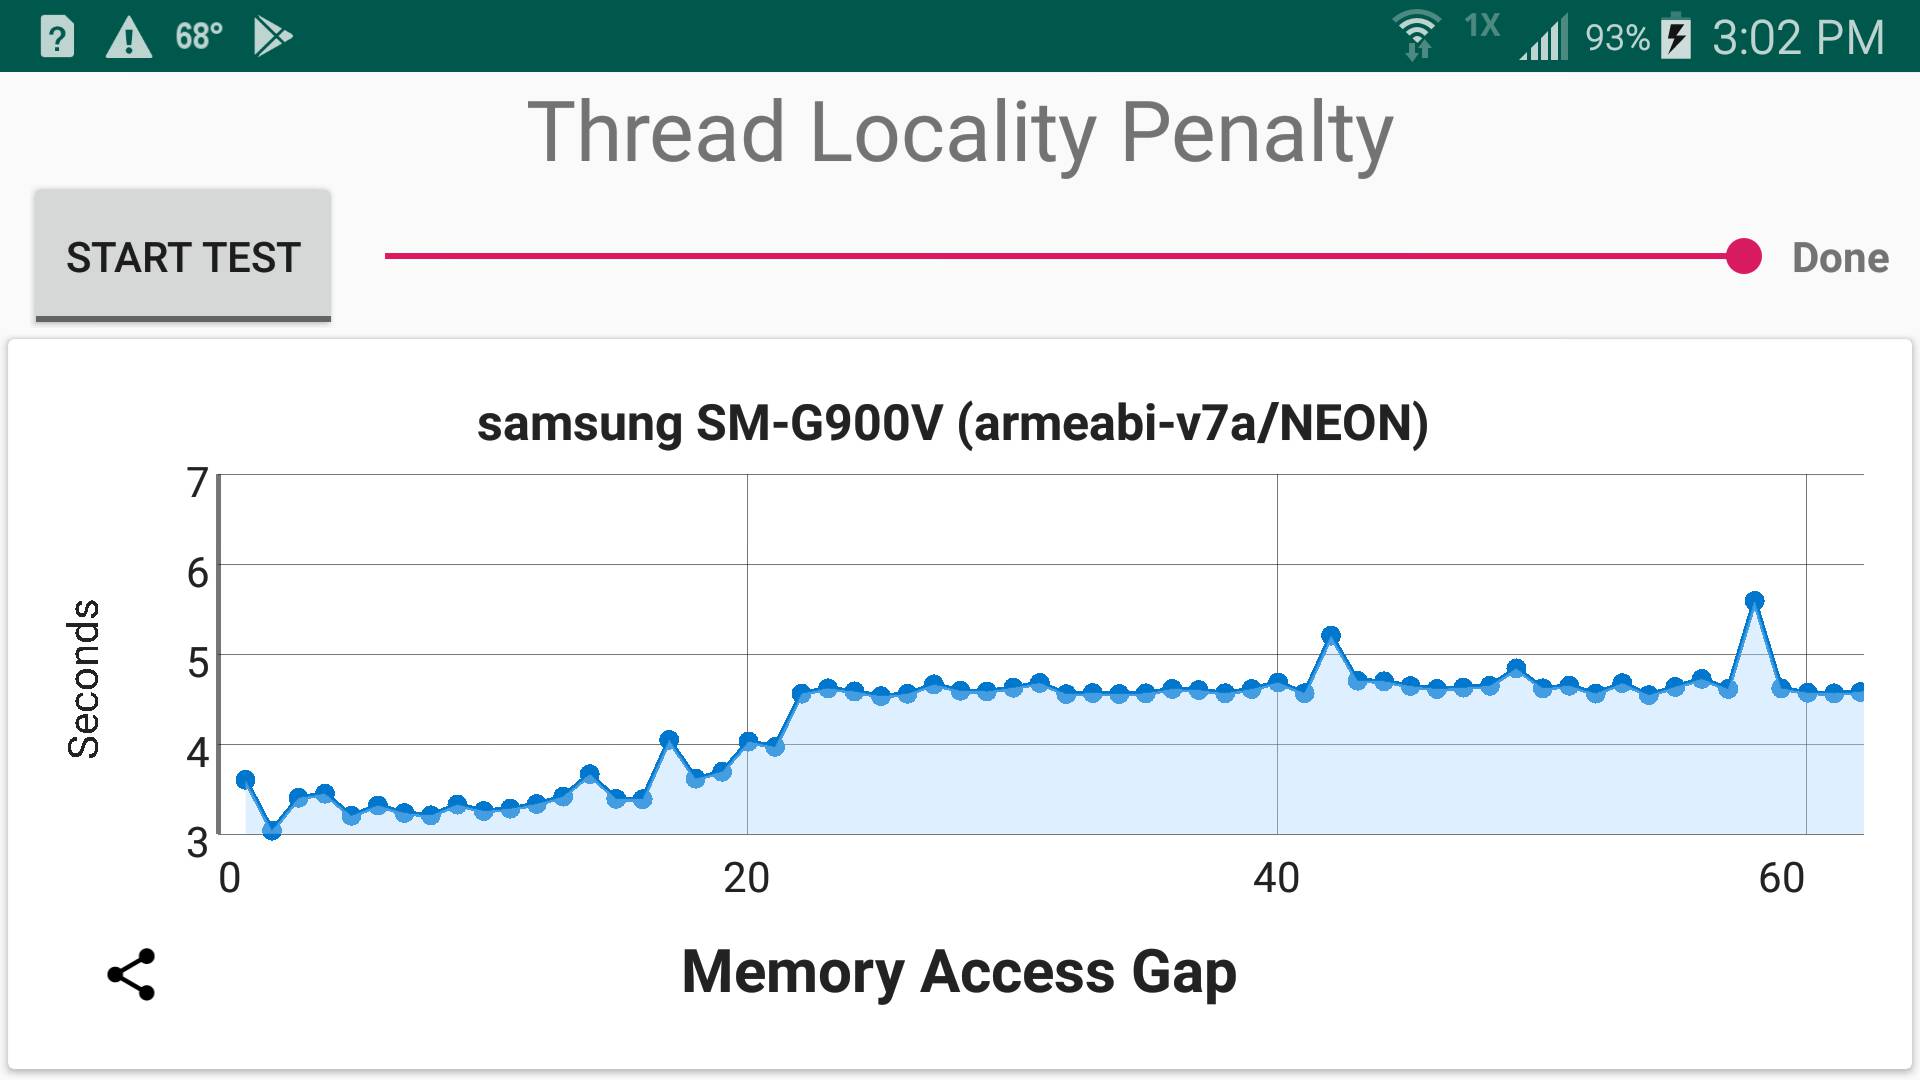 68° 1X 93% 3:02 PM
Thread Locality Penalty
START TEST Done
samsung SM-G900V (armeabi-v7a/NEON)
7
6
5
4
3
Seconds
0 20 40 60
Memory Access Gap